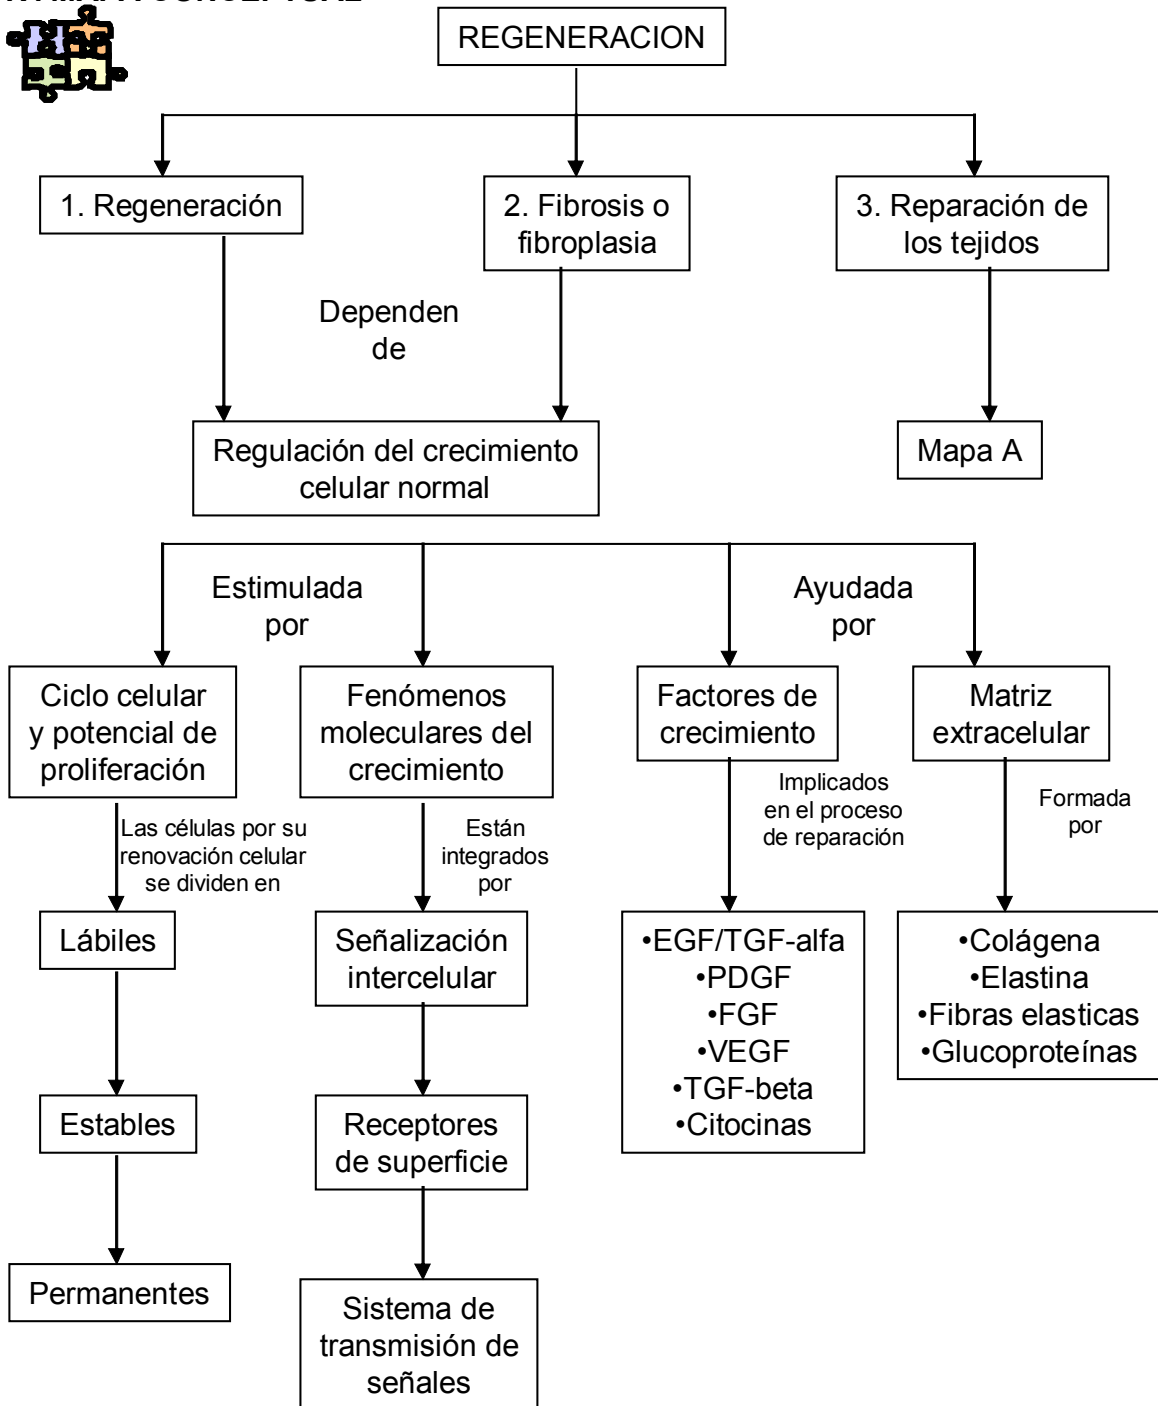 REGENERACION
1. Regeneración
2. Fibrosis o
fibroplasia
3. Reparación de
los tejidos
Dependen
de
Regulación del crecimiento
celular normal
Mapa A
Estimulada
por
Ayudada
por
Ciclo celular
y potencial de
proliferación
Fenómenos
moleculares del
crecimiento
Factores de
crecimiento
Matriz
extracelular
Las células por su
renovación celular
se dividen en
Están
integrados
por
Implicados
en el proceso
de reparación
Formada
por
Lábiles
Señalización
intercelular
•EGF/TGF-alfa
•PDGF
•FGF
•VEGF
•TGF-beta
•Citocinas
•Colágena
•Elastina
•Fibras elasticas
•Glucoproteínas
Estables
Receptores
de superficie
Permanentes
Sistema de
transmisión de
señales